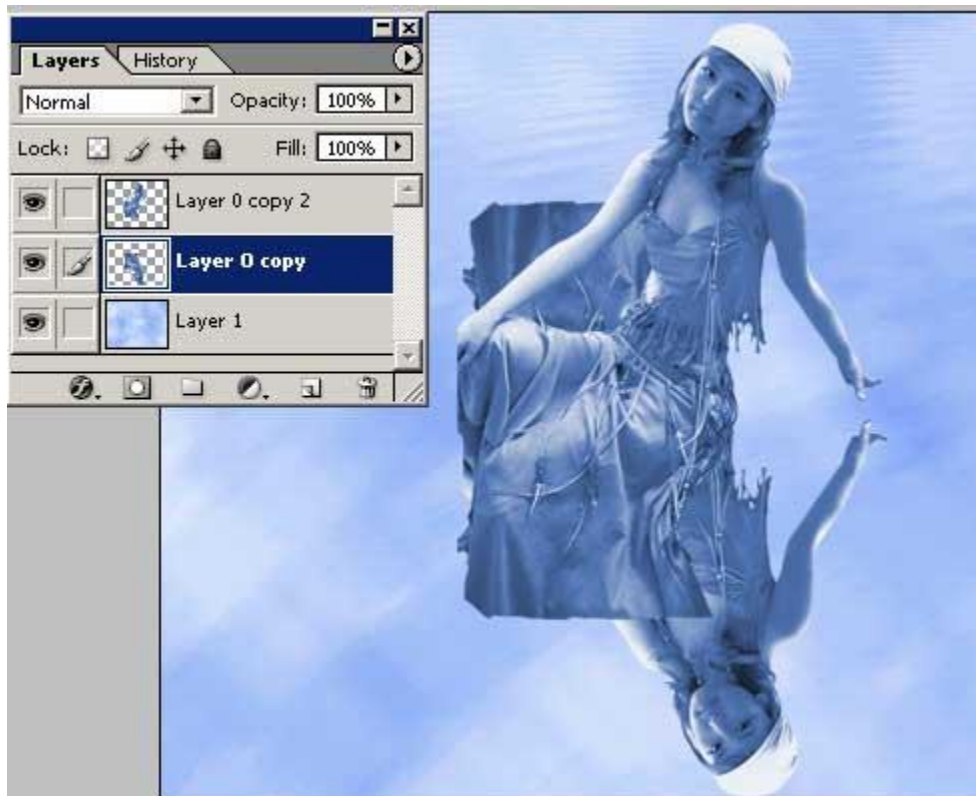 Layers History
Normal Opacity: 100%
Lock: Fill: 100%
Layer 0 copy 2
Layer 0 copy
Layer 1